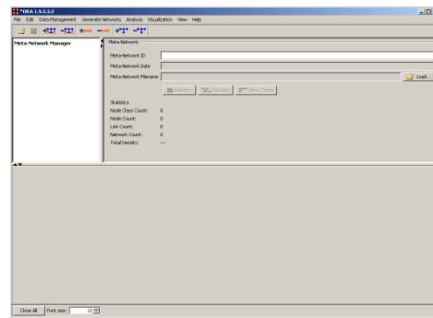 *ORA 1.9.5.3.2
File Edit Data Management Generate Networks Analysis Visualization View Help
Meta-Network Manager
Meta-Network:
Meta-Network ID
Meta-Network Date
Meta-Network Filename
Load...
Statistics
Node Class Count: 0
Node Count: 0
Link Count: 0
Network Count: 0
Total Density: ---
Close All Font size: 12